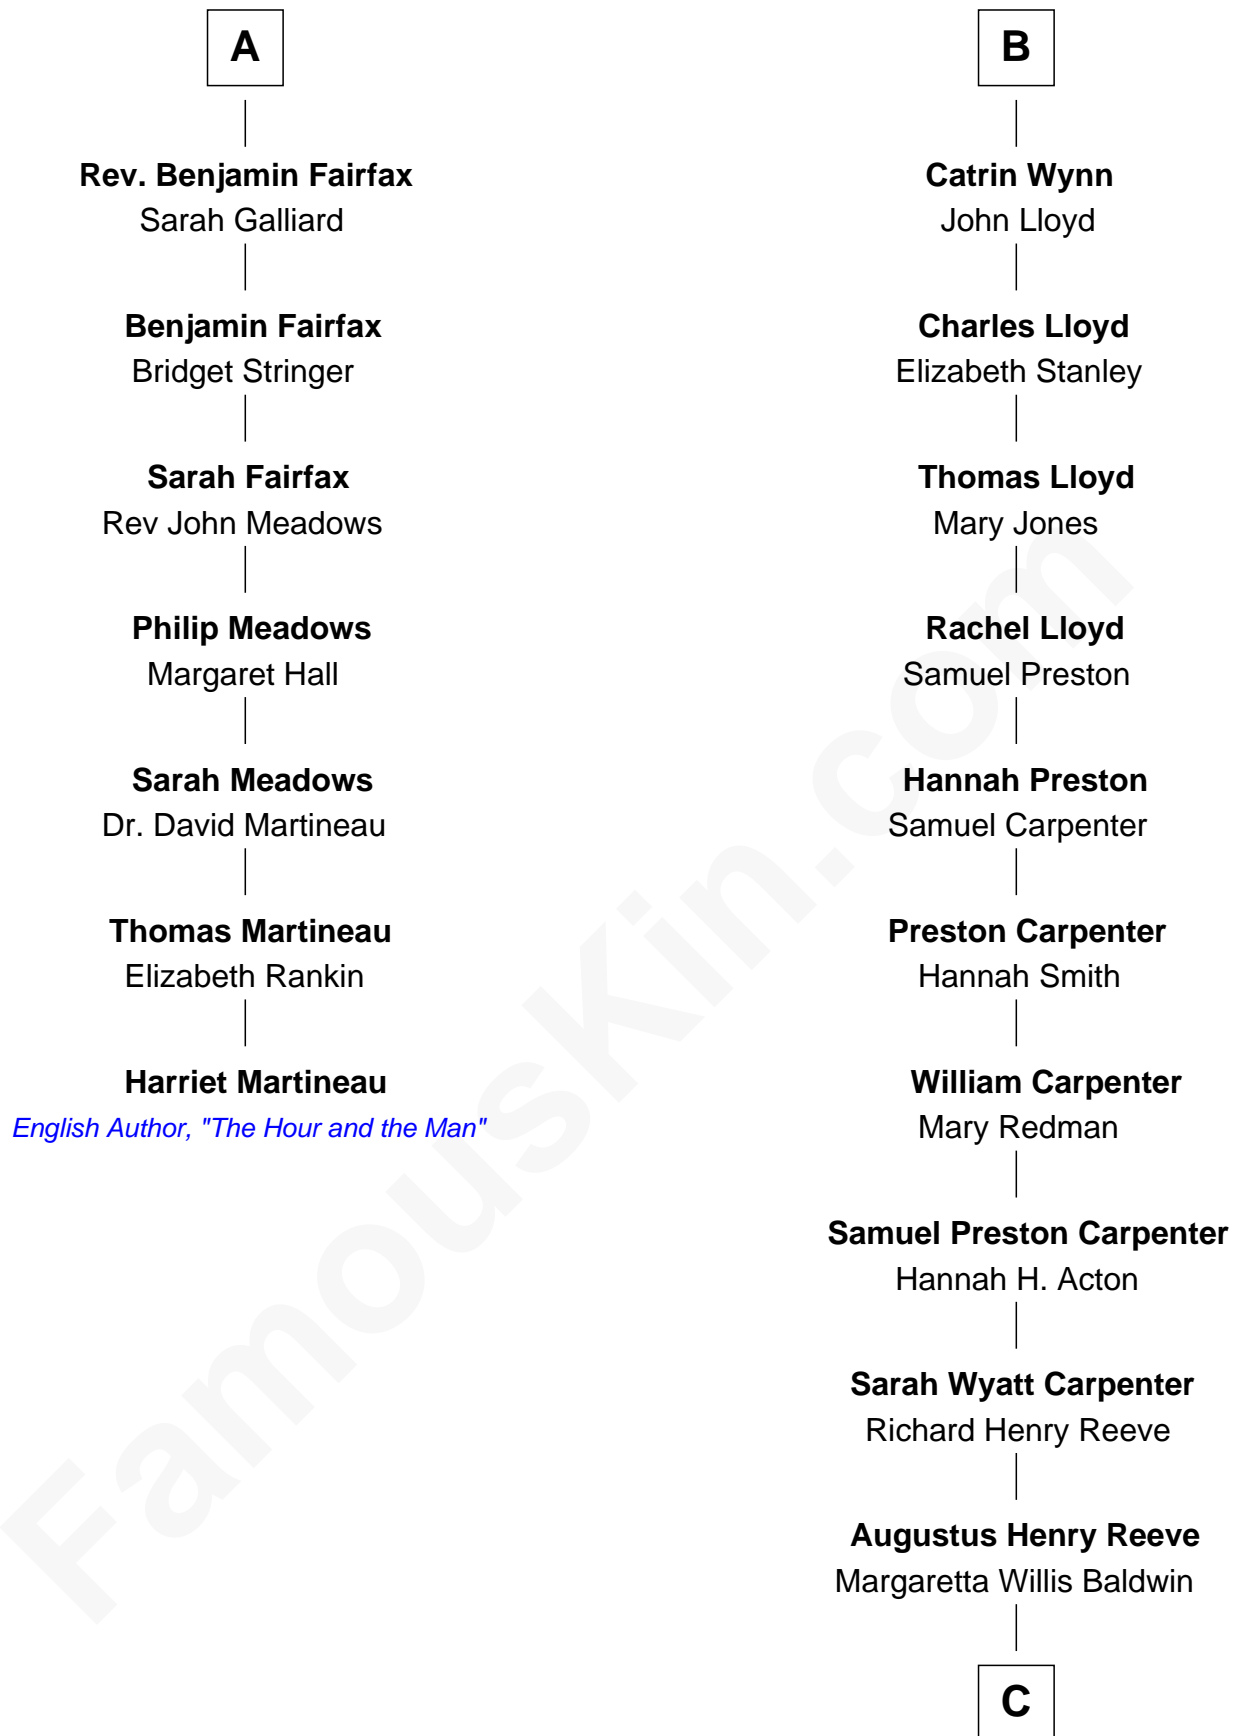 A
Rev. Benjamin Fairfax
Sarah Galliard
Benjamin Fairfax
Bridget Stringer
Sarah Fairfax
Rev John Meadows
Philip Meadows
Margaret Hall
Sarah Meadows
Dr. David Martineau
Thomas Martineau
Elizabeth Rankin
Harriet Martineau
English Author, "The Hour and the Man"
B
Catrin Wynn
John Lloyd
Charles Lloyd
Elizabeth Stanley
Thomas Lloyd
Mary Jones
Rachel Lloyd
Samuel Preston
Hannah Preston
Samuel Carpenter
Preston Carpenter
Hannah Smith
William Carpenter
Mary Redman
Samuel Preston Carpenter
Hannah H. Acton
Sarah Wyatt Carpenter
Richard Henry Reeve
Augustus Henry Reeve
Margaretta Willis Baldwin
C
FamousKin.com